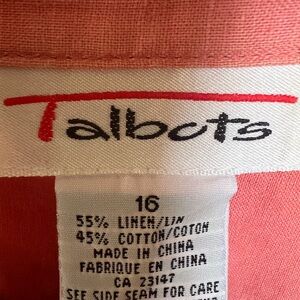 Talbots
16
55% LINEN/LIN
45% COTTON/COTON
MADE IN CHINA
FABRIQUE EN CHINA
CA 23147
SEE SIDE SEAM FOR CARE